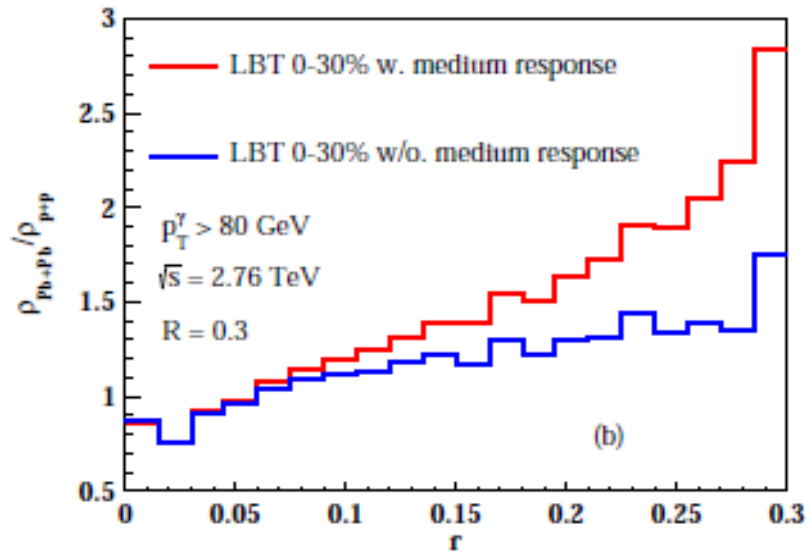 3
2.5
2
1.5
1
0.5
ρ_Pb+Pb/ρ_p+p
LBT 0-30% w. medium response
LBT 0-30% w/o. medium response
p_T^γ > 80 GeV
√s = 2.76 TeV
R = 0.3
(b)
0 0.05 0.1 0.15 0.2 0.25 0.3
r